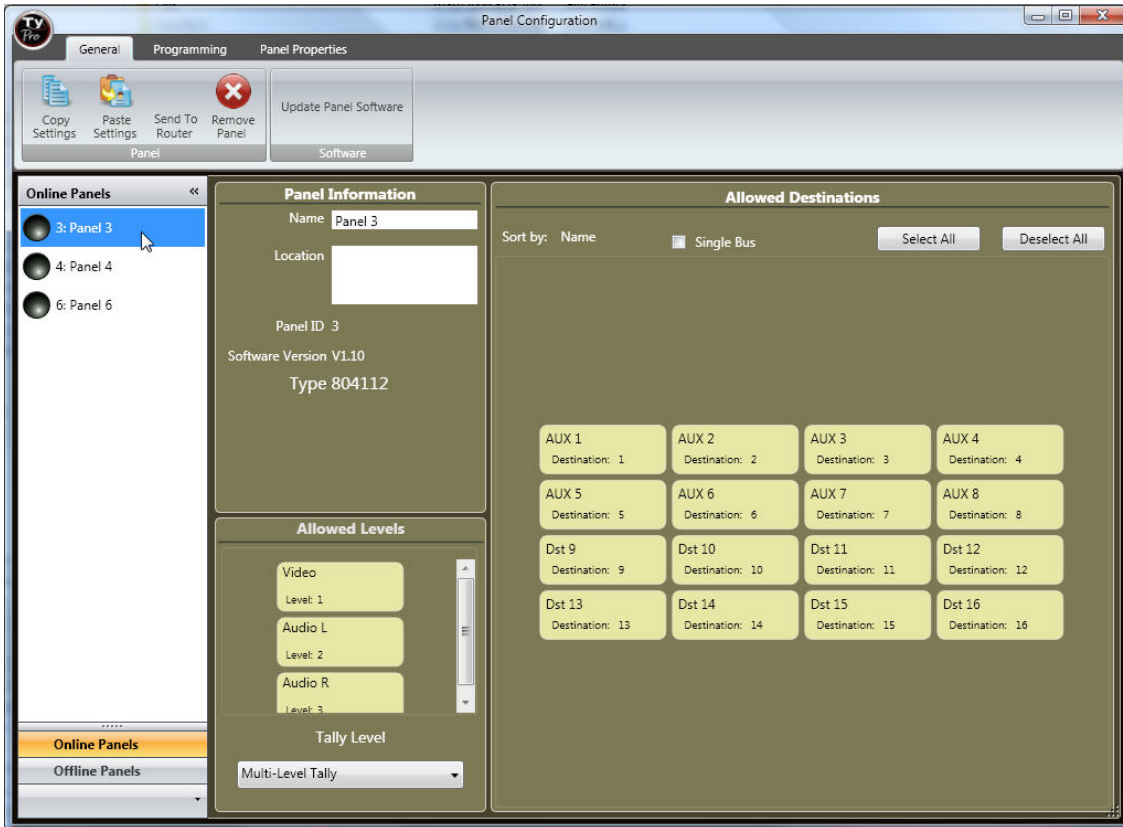 Panel Configuration
TY
Pro
General Programming Panel Properties
Copy Settings
Paste Settings
Send To Router
Remove Panel
Update Panel Software
Panel
Software
Online Panels «
3: Panel 3
4: Panel 4
6: Panel 6
Online Panels
Offline Panels
Panel Information
Name Panel 3
Location
Panel ID 3
Software Version V1.10
Type 804112
Allowed Levels
Video
Level: 1
Audio L
Level: 2
Audio R
Level: 3
Tally Level
Multi-Level Tally
Allowed Destinations
Sort by: Name Single Bus Select All Deselect All
AUX 1 AUX 2 AUX 3 AUX 4
Destination: 1 Destination: 2 Destination: 3 Destination: 4
AUX 5 AUX 6 AUX 7 AUX 8
Destination: 5 Destination: 6 Destination: 7 Destination: 8
Dst 9 Dst 10 Dst 11 Dst 12
Destination: 9 Destination: 10 Destination: 11 Destination: 12
Dst 13 Dst 14 Dst 15 Dst 16
Destination: 13 Destination: 14 Destination: 15 Destination: 16